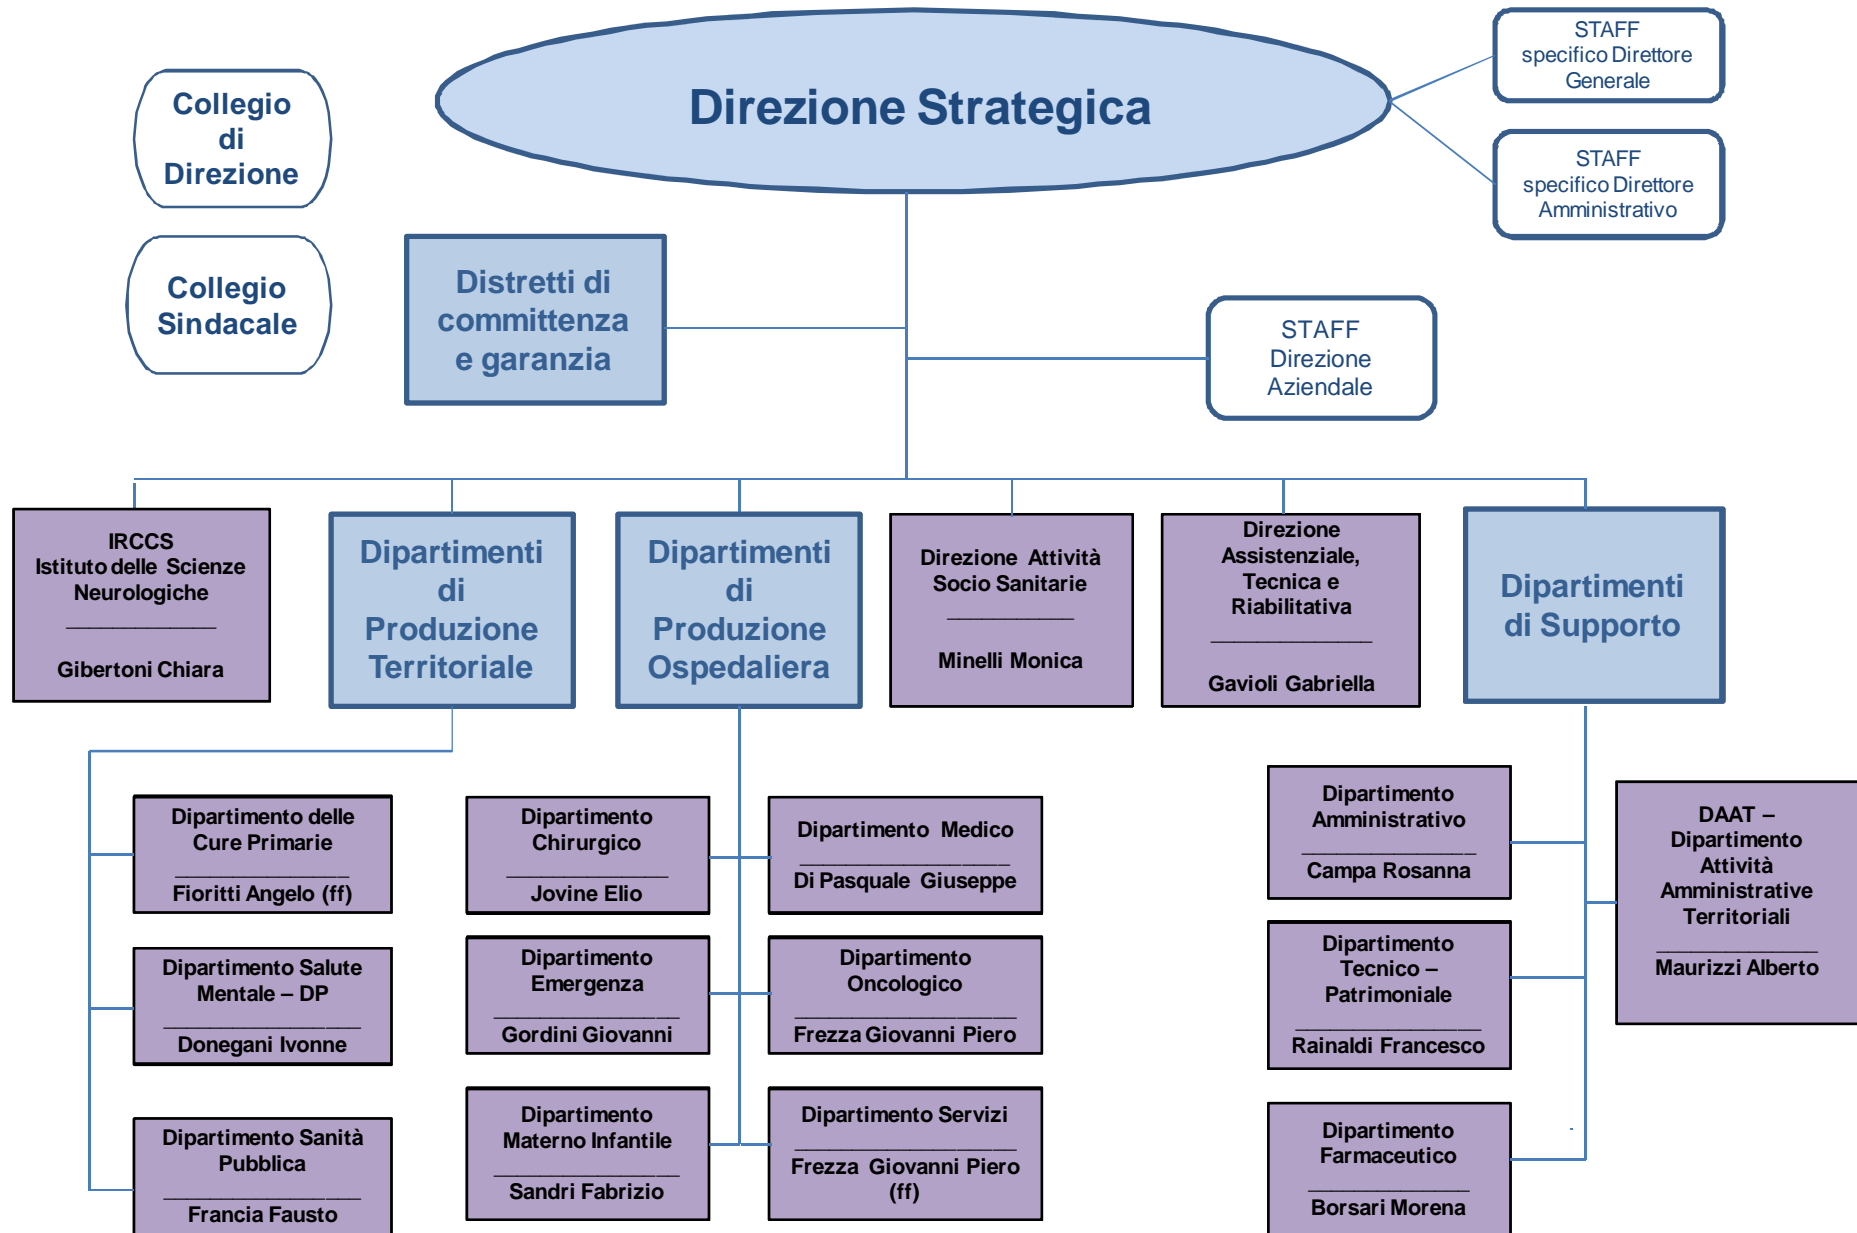 Direzione Strategica
STAFF
specifico Direttore
Generale
STAFF
specifico Direttore
Amministrativo
Collegio
di
Direzione
Collegio
Sindacale
Distretti di
committenza
e garanzia
STAFF
Direzione
Aziendale
IRCCS
Istituto delle Scienze
Neurologiche
Gibertoni Chiara
Dipartimenti
di
Produzione
Territoriale
Dipartimenti
di
Produzione
Ospedaliera
Direzione Attività
Socio Sanitarie
Minelli Monica
Direzione
Assistenziale,
Tecnica e
Riabilitativa
Gavioli Gabriella
Dipartimenti
di Supporto
Dipartimento delle
Cure Primarie
Fioritti Angelo (ff)
Dipartimento Salute
Mentale – DP
Donegani Ivonne
Dipartimento Sanità
Pubblica
Francia Fausto
Dipartimento
Chirurgico
Jovine Elio
Dipartimento Medico
Di Pasquale Giuseppe
Dipartimento
Emergenza
Gordini Giovanni
Dipartimento
Oncologico
Frezza Giovanni Piero
Dipartimento
Materno Infantile
Sandri Fabrizio
Dipartimento Servizi
Frezza Giovanni Piero
(ff)
Dipartimento
Amministrativo
Campa Rosanna
DAAT –
Dipartimento
Attività
Amministrative
Territoriali
Maurizzi Alberto
Dipartimento
Tecnico –
Patrimoniale
Rainaldi Francesco
Dipartimento
Farmaceutico
Borsari Morena